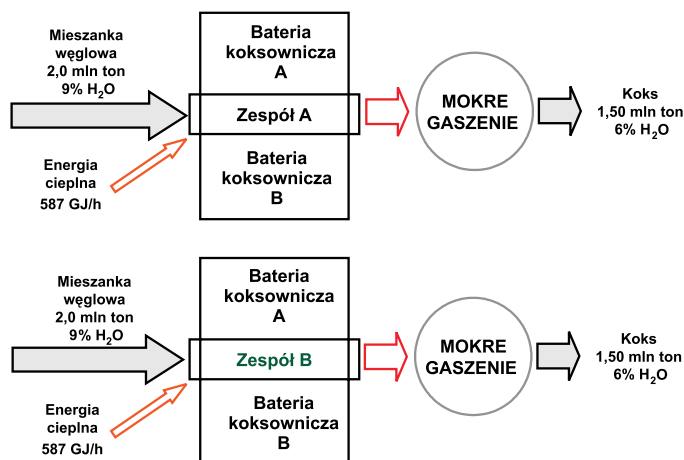 Mieszanka
węglowa
2,0 mln ton
9% H₂O
Energia
cieplna
587 GJ/h
Bateria
koksownicza
A
Zespół A
Bateria
koksownicza
B
MOKRE
GASZENIE
Koks
1,50 mln ton
6% H₂O
Mieszanka
węglowa
2,0 mln ton
9% H₂O
Energia
cieplna
587 GJ/h
Bateria
koksownicza
A
Zespół B
Bateria
koksownicza
B
MOKRE
GASZENIE
Koks
1,50 mln ton
6% H₂O